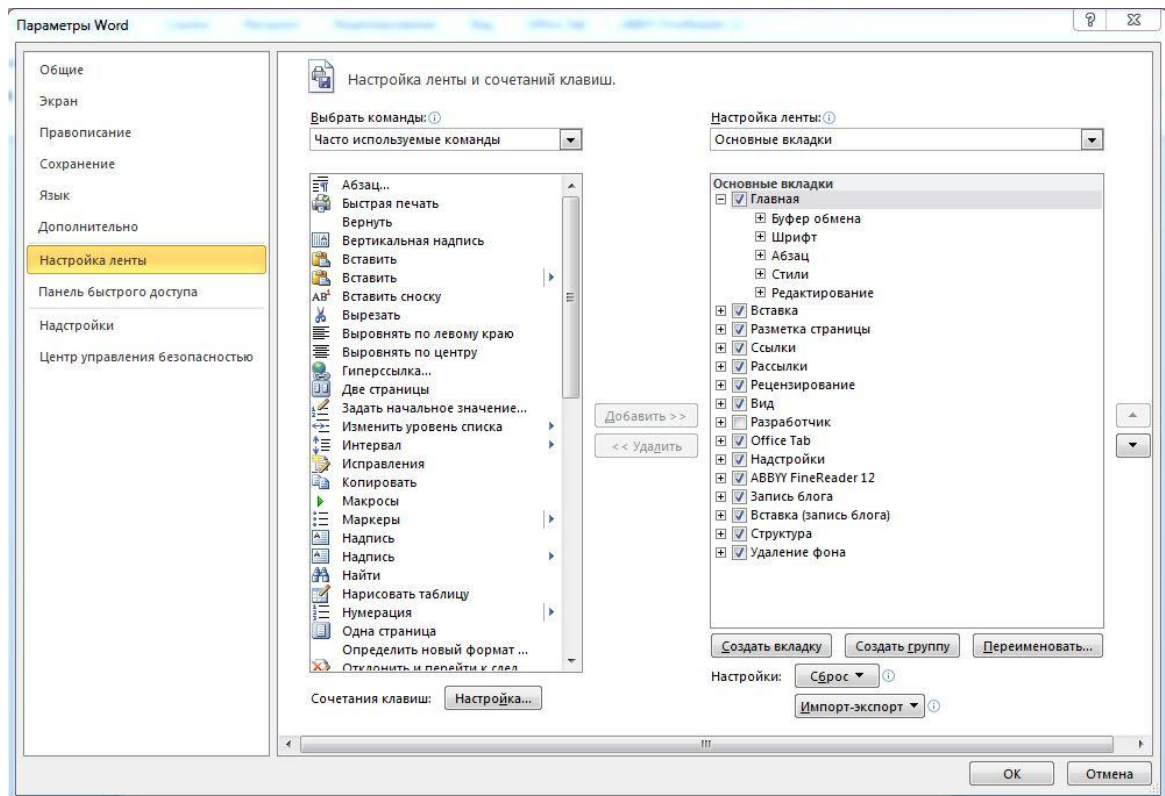 Параметры Word
Общие
Экран
Правописание
Сохранение
Язык
Дополнительно
Настройка ленты
Панель быстрого доступа
Надстройки
Центр управления безопасностью
Настройка ленты и сочетаний клавиш.
Выбрать команды:
Часто используемые команды
Абзац...
Быстрая печать
Вернуть
Вертикальная надпись
Вставить
Вставить
Вставить сноску
Вырезать
Выровнять по левому краю
Выровнять по центру
Гиперссылка...
Две страницы
Задать начальное значение...
Изменить уровень списка
Интервал
Исправления
Копировать
Макросы
Маркеры
Надпись
Надпись
Найти
Нарисовать таблицу
Нумерация
Одна страница
Определить новый формат ...
Отклонить и перейти к след
Сочетания клавиш: Настройка...
Добавить >>
<< Удалить
Настройка ленты:
Основные вкладки
Основные вкладки
Главная
Буфер обмена
Шрифт
Абзац
Стили
Редактирование
Вставка
Разметка страницы
Ссылки
Рассылки
Рецензирование
Вид
Разработчик
Office Tab
Надстройки
ABBYY FineReader 12
Запись блога
Вставка (запись блога)
Структура
Удаление фона
Создать вкладку Создать группу Переименовать...
Настройки: Сброс
Импорт-экспорт
ОК Отмена